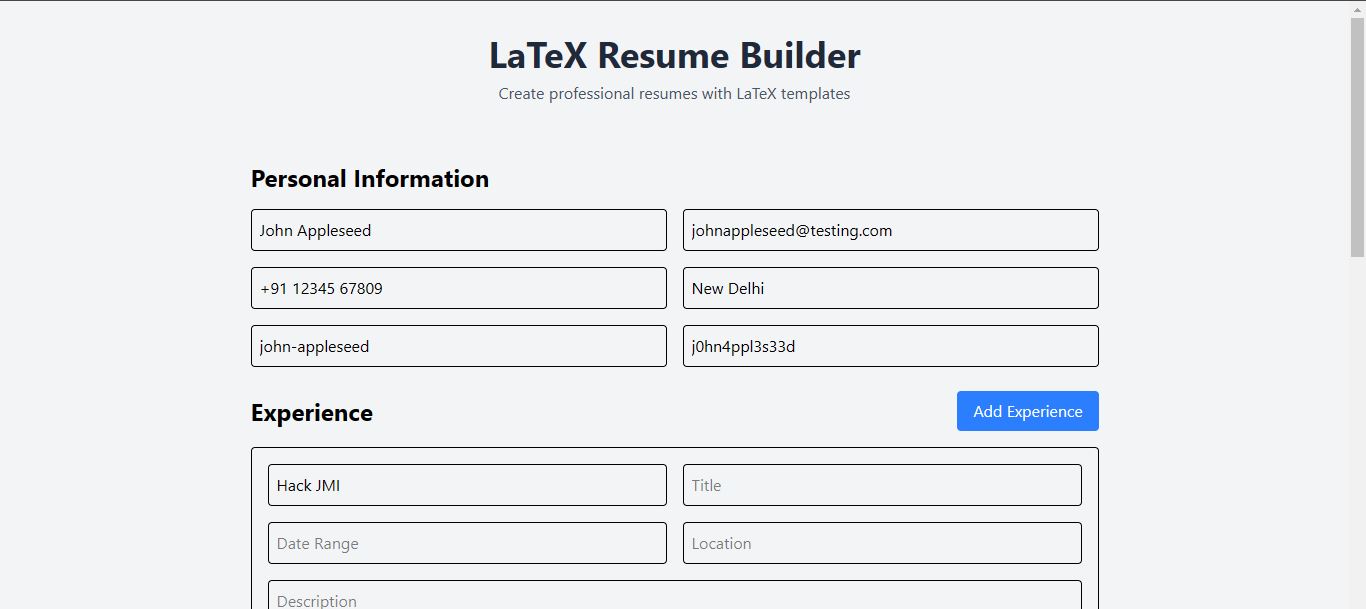 LaTeX Resume Builder
Create professional resumes with LaTeX templates
Personal Information
John Appleseed
johnappleseed@testing.com
+91 12345 67809
New Delhi
john-appleseed
j0hn4ppl3s33d
Experience
Add Experience
Hack JMI
Title
Date Range
Location
Description